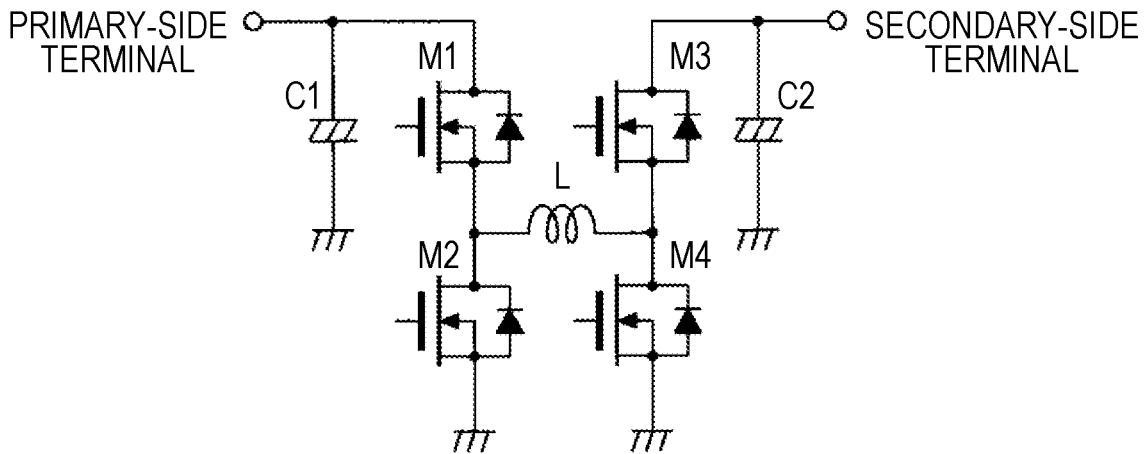 PRIMARY-SIDE
TERMINAL
SECONDARY-SIDE
TERMINAL
M1
M3
C1
C2
L
M2
M4